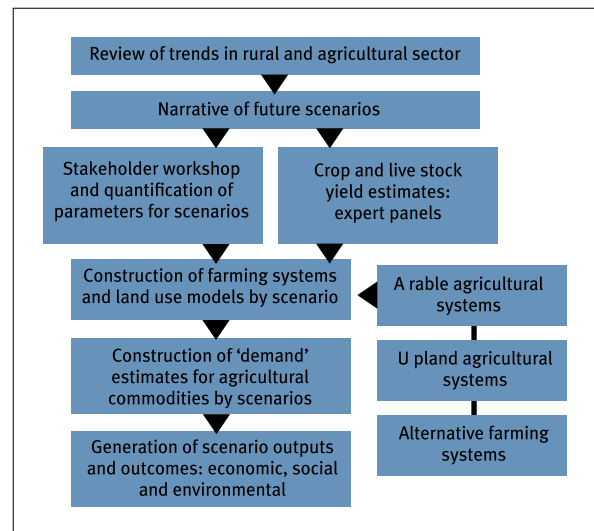 Review of trends in rural and agricultural sector
Narrative of future scenarios
Stakeholder workshop
and quantification of
parameters for scenarios
Crop and live stock
yield estimates:
expert panels
Construction of farming systems
and land use models by scenario
A rable agricultural
systems
Construction of ‘demand’
estimates for agricultural
commodities by scenarios
U pland agricultural
systems
Generation of scenario outputs
and outcomes: economic, social
and environmental
Alternative farming
systems